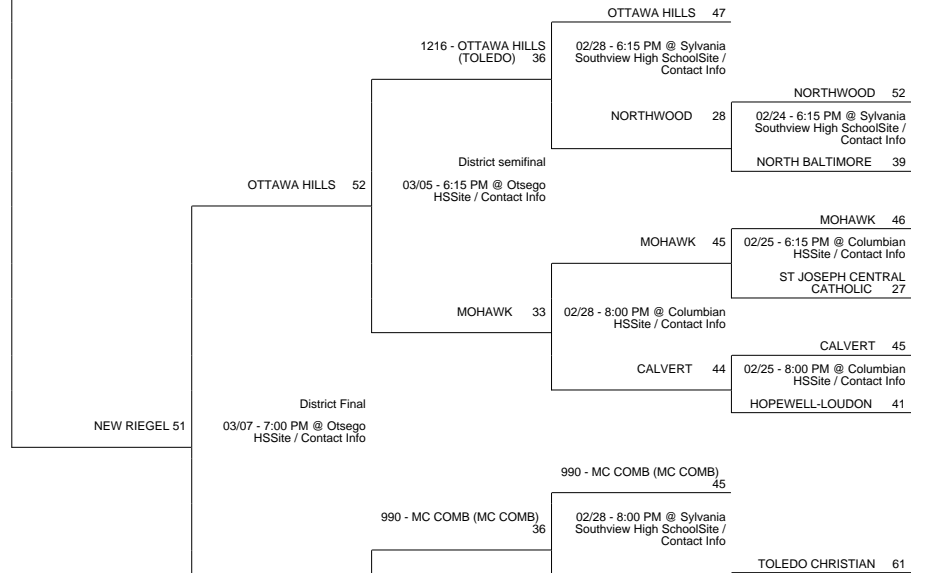 OTTAWA HILLS 47
1216 - OTTAWA HILLS
(TOLEDO) 36
02/28 - 6:15 PM @ Sylvania
Southview High SchoolSite /
Contact Info
NORTHWOOD 52
NORTHWOOD 28
02/24 - 6:15 PM @ Sylvania
Southview High SchoolSite /
Contact Info
NORTH BALTIMORE 39
District semifinal
OTTAWA HILLS 52
03/05 - 6:15 PM @ Otsego
HSSite / Contact Info
MOHAWK 46
MOHAWK 45
02/25 - 6:15 PM @ Columbian
HSSite / Contact Info
ST JOSEPH CENTRAL
CATHOLIC 27
MOHAWK 33
02/28 - 8:00 PM @ Columbian
HSSite / Contact Info
CALVERT 45
CALVERT 44
02/25 - 8:00 PM @ Columbian
HSSite / Contact Info
HOPEWELL-LOUDON 41
District Final
NEW RIEGEL 51
03/07 - 7:00 PM @ Otsego
HSSite / Contact Info
990 - MC COMB (MC COMB)
45
990 - MC COMB (MC COMB)
36
02/28 - 8:00 PM @ Sylvania
Southview High SchoolSite /
Contact Info
TOLEDO CHRISTIAN 61